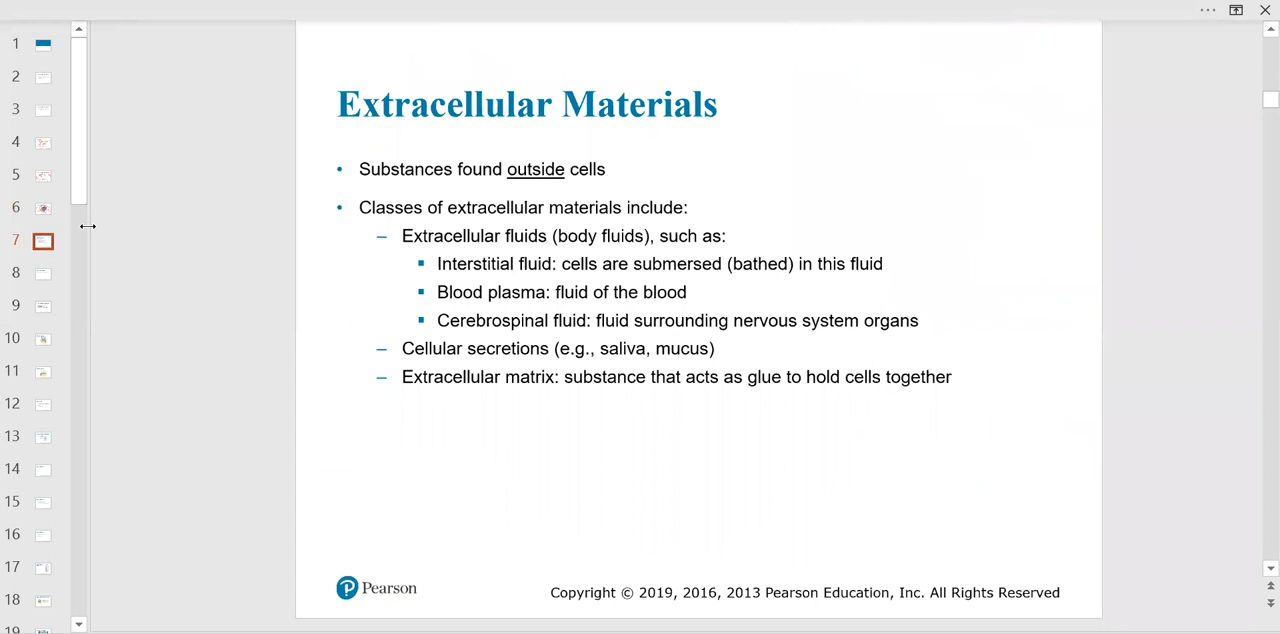 1
2
3
4
5
6
7
8
9
10
11
12
13
14
15
16
17
18
19
Extracellular Materials
• Substances found outside cells
• Classes of extracellular materials include:
– Extracellular fluids (body fluids), such as:
▪ Interstitial fluid: cells are submersed (bathed) in this fluid
▪ Blood plasma: fluid of the blood
▪ Cerebrospinal fluid: fluid surrounding nervous system organs
– Cellular secretions (e.g., saliva, mucus)
– Extracellular matrix: substance that acts as glue to hold cells together
P Pearson
Copyright © 2019, 2016, 2013 Pearson Education, Inc. All Rights Reserved